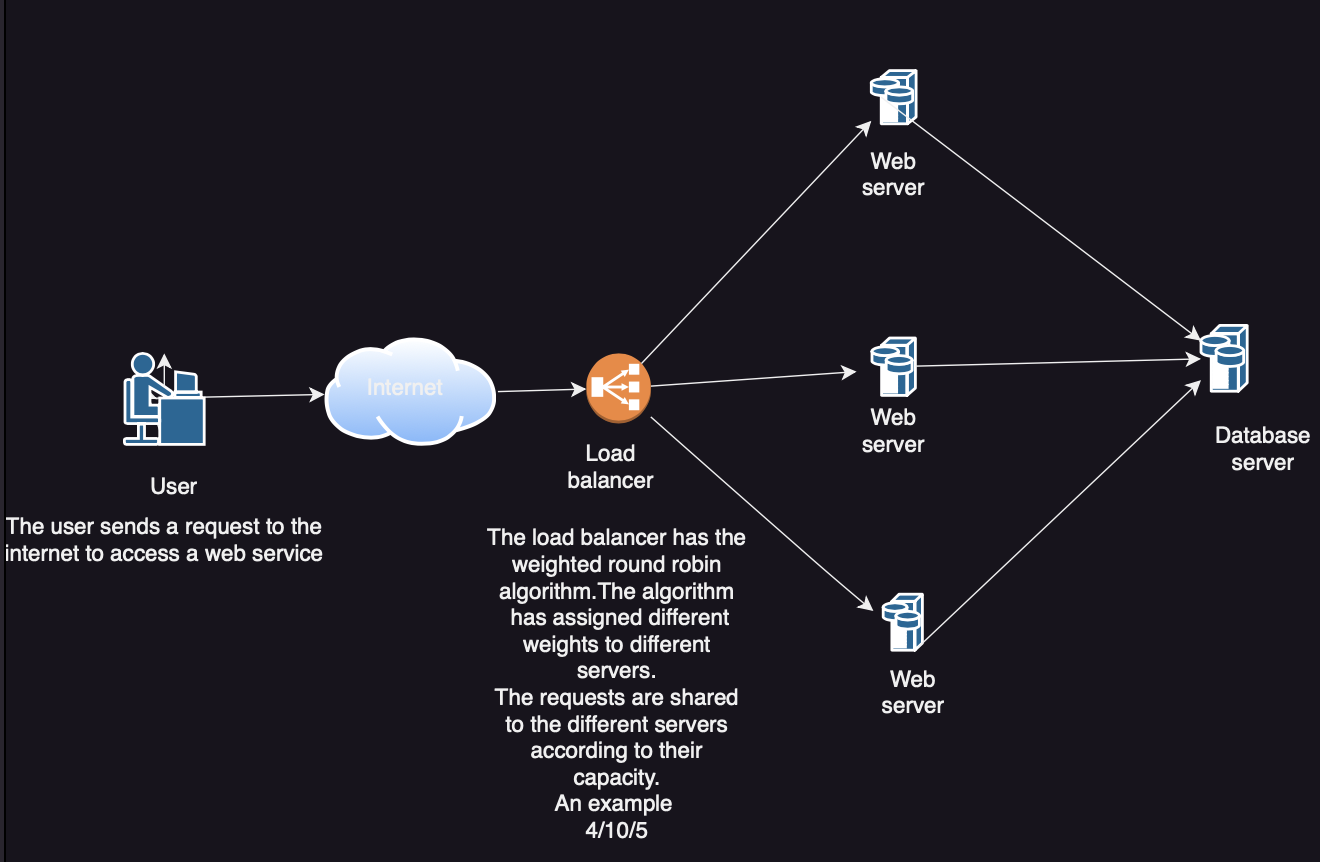 Web
server
Internet
Web
server
Database
server
Load
balancer
User
The user sends a request to the
internet to access a web service
The load balancer has the
weighted round robin
algorithm.The algorithm
has assigned different
weights to different
servers.
The requests are shared
to the different servers
according to their
capacity.
An example
4/10/5
Web
server